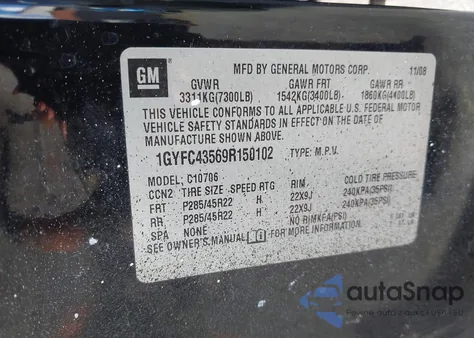 GM
MFD BY GENERAL MOTORS CORP. 11/08
GVWR GAWR FRT GAWR RR
3311KG(7300LB) 1542KG(3400LB) 1860KG(4100LB)
THIS VEHICLE CONFORMS TO ALL APPLICABLE U.S. FEDERAL MOTOR
VEHICLE SAFETY STANDARDS IN EFFECT ON THE DATE OF
MANUFACTURE SHOWN ABOVE.
1GYFC43569R150102 TYPE: M.P.V.
MODEL: C10706
CCN2 TIRE SIZE SPEED RTG RIM COLD TIRE PRESSURE
FRT P285/45R22 H 22X9J 240KPA(35PSI)
RR P285/45R22 H 22X9J 240KPA(35PSI)
SPA NONE NO RIMKPA(PSI)
SEE OWNER'S MANUAL FOR MORE INFORMATION.
autoSnap